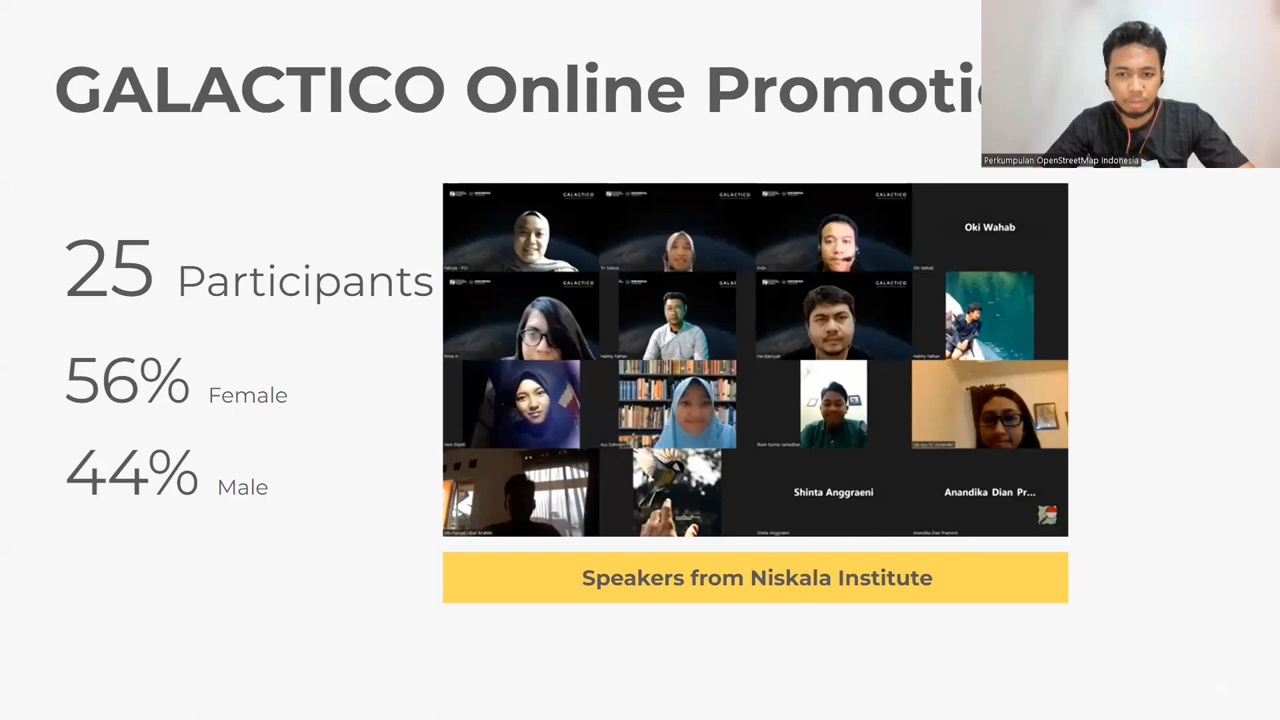 GALACTICO Online Promoti
Perkumpulan OpenStreetMap Indonesia
25 Participants
56% Female
44% Male
GALACTICO
GALACTICO
GALACTICO
Oki Wahab
GALACTICO
GALACTICO
Shinta Anggraeni
Anandika Dian Pr...
Speakers from Niskala Institute